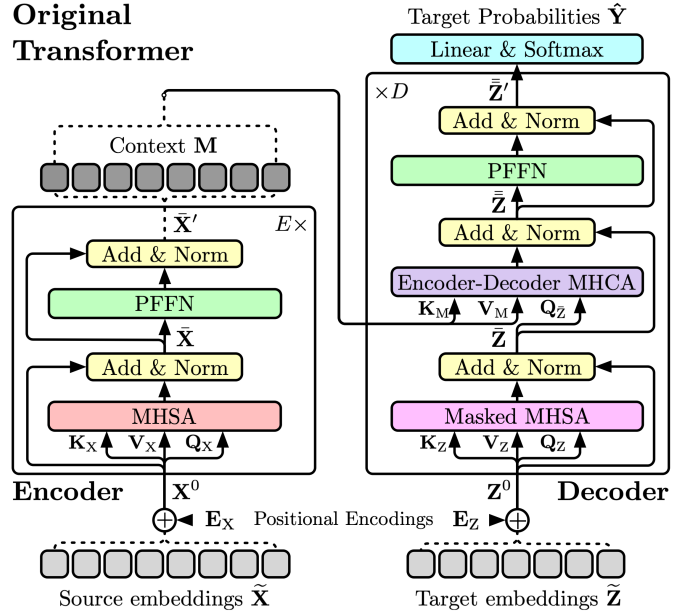 Original
Transformer
Context M
X̄′
E×
Add & Norm
PFFN
X̄
Add & Norm
MHSA
K_X V_X Q_X
Encoder
X⁰
E_X
Source embeddings X̃
Positional Encodings
Target Probabilities Ŷ
Linear & Softmax
×D
Z̿̄′
Add & Norm
PFFN
Z̿
Add & Norm
Encoder-Decoder MHCA
K_M V_M Q_Z̄
Z̄
Add & Norm
Masked MHSA
K_Z V_Z Q_Z
Z⁰
Decoder
E_Z
Target embeddings Z̃